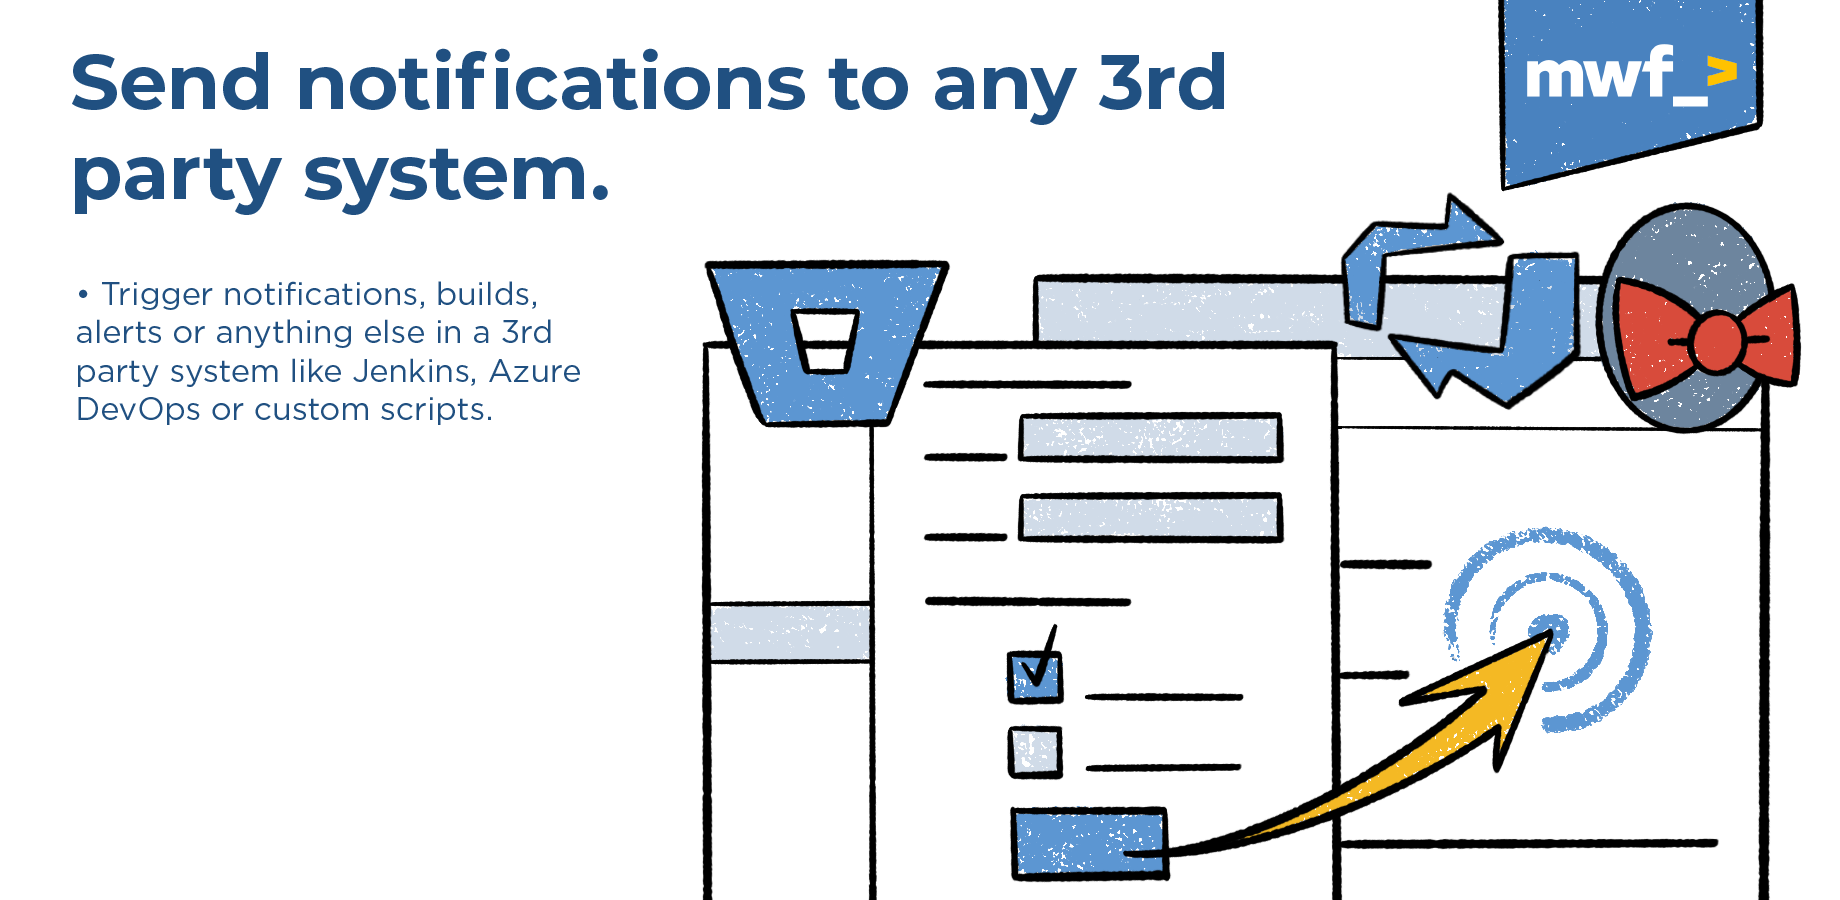 mwf_>
Send notifications to any 3rd
party system.
• Trigger notifications, builds,
alerts or anything else in a 3rd
party system like Jenkins, Azure
DevOps or custom scripts.